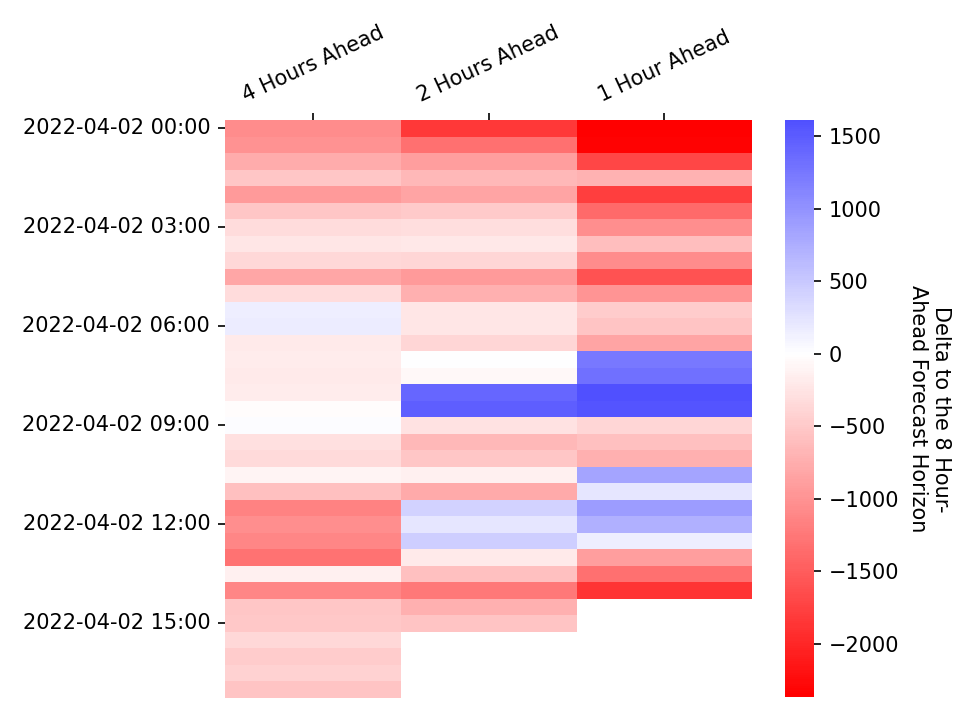 4 Hours Ahead
2 Hours Ahead
1 Hour Ahead
2022-04-02 00:00
2022-04-02 03:00
2022-04-02 06:00
2022-04-02 09:00
2022-04-02 12:00
2022-04-02 15:00
1500
1000
500
0
−500
−1000
−1500
−2000
Delta to the 8 Hour-
Ahead Forecast Horizon